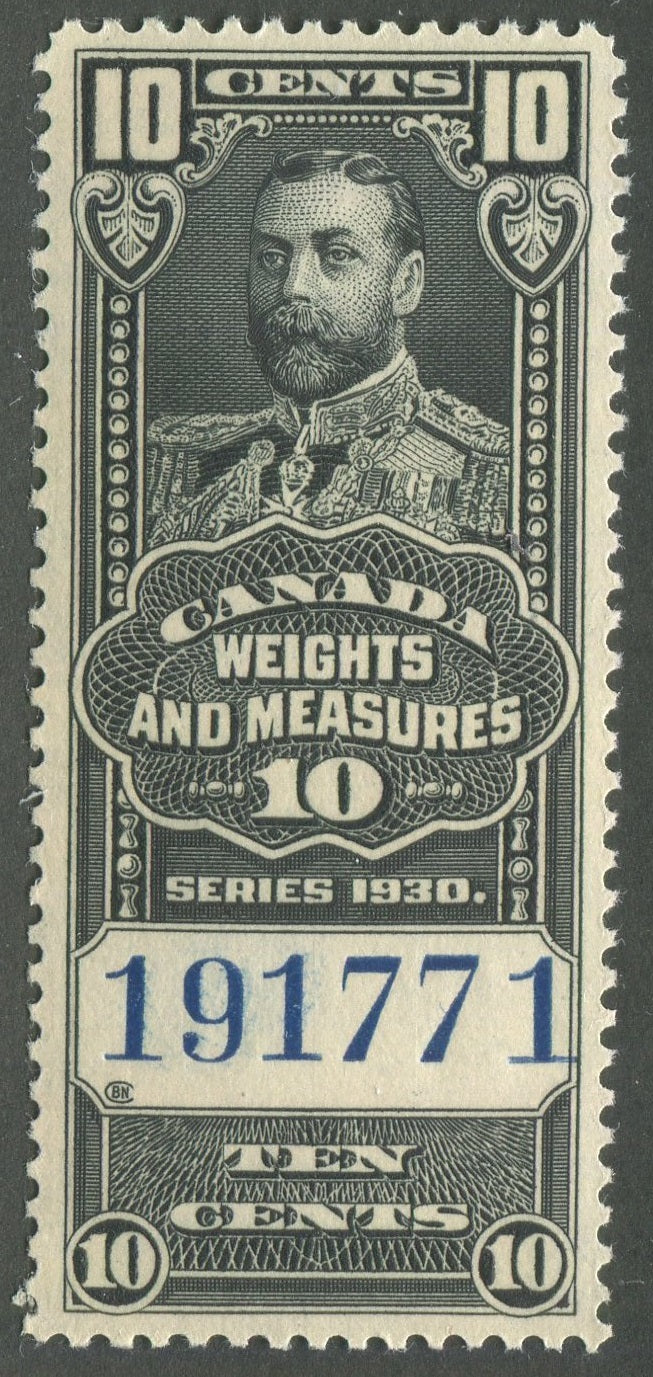 10 CENTS 10
CANADA
WEIGHTS
AND MEASURES
10
SERIES 1930.
191771
BN
TEN
CENTS
10 10